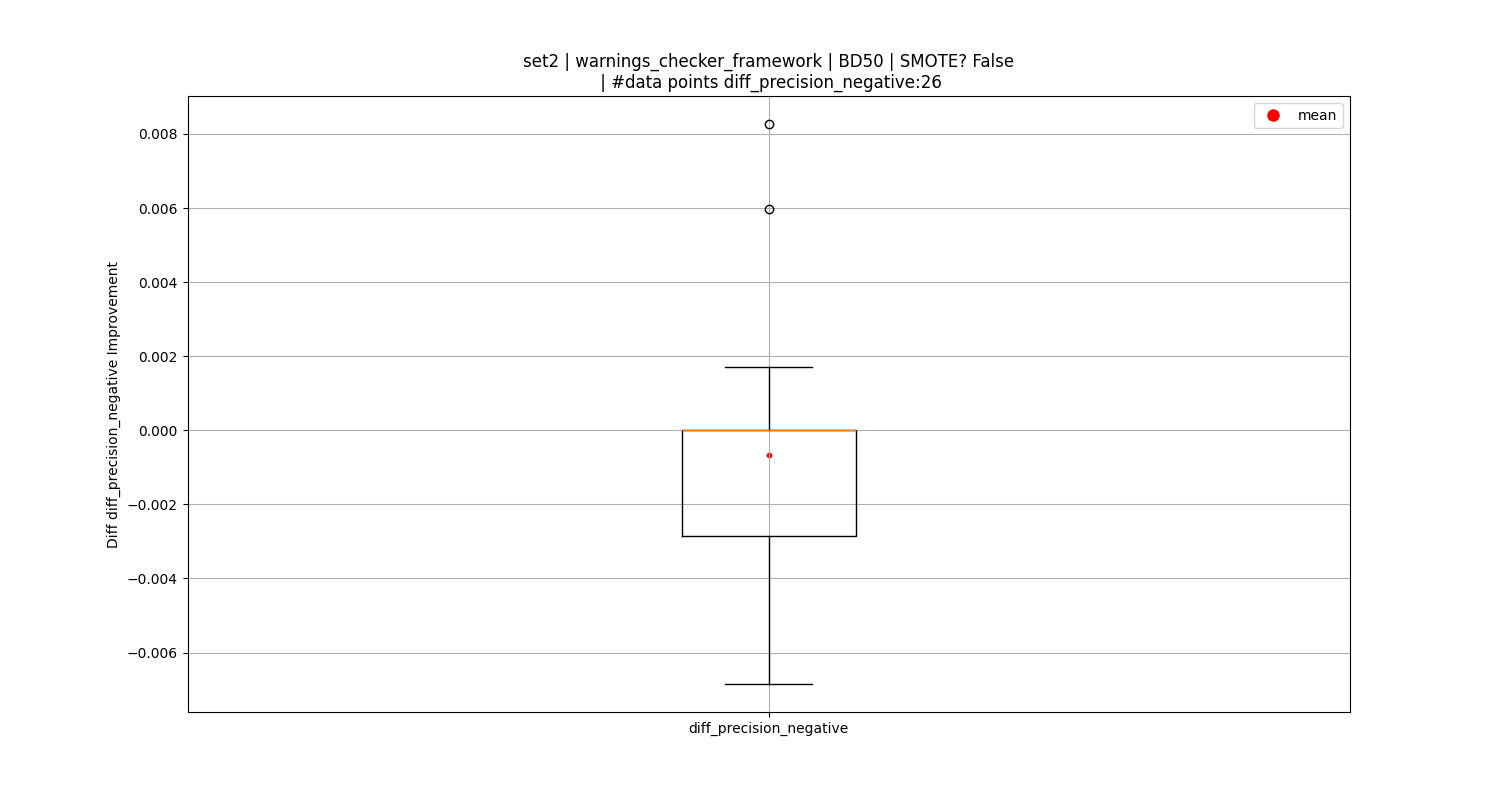 set2 | warnings_checker_framework | BD50 | SMOTE? False
| #data points diff_precision_negative:26
mean
0.008
0.006
0.004
0.002
0.000
−0.002
−0.004
−0.006
Diff diff_precision_negative Improvement
diff_precision_negative